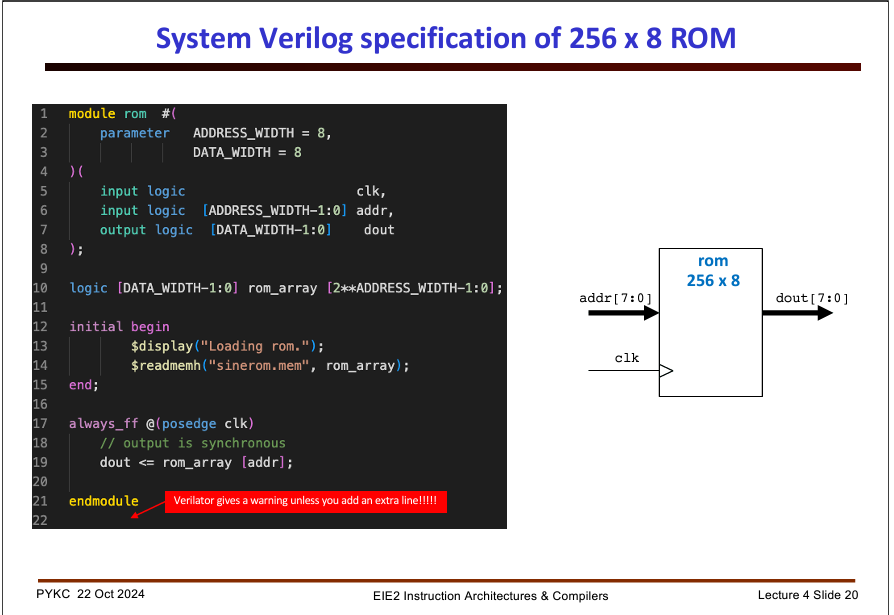 System Verilog specification of 256 x 8 ROM
1 module rom #(
2 parameter ADDRESS_WIDTH = 8,
3 DATA_WIDTH = 8
4 )(
5 input logic clk,
6 input logic [ADDRESS_WIDTH-1:0] addr,
7 output logic [DATA_WIDTH-1:0] dout
8 );
9
10 logic [DATA_WIDTH-1:0] rom_array [2**ADDRESS_WIDTH-1:0];
11
12 initial begin
13 $display("Loading rom.");
14 $readmemh("sinerom.mem", rom_array);
15 end;
16
17 always_ff @(posedge clk)
18 // output is synchronous
19 dout <= rom_array [addr];
20
21 endmodule
Verilator gives a warning unless you add an extra line!!!!!
22
rom
256 x 8
addr[7:0]
dout[7:0]
clk
PYKC 22 Oct 2024
EIE2 Instruction Architectures & Compilers
Lecture 4 Slide 20